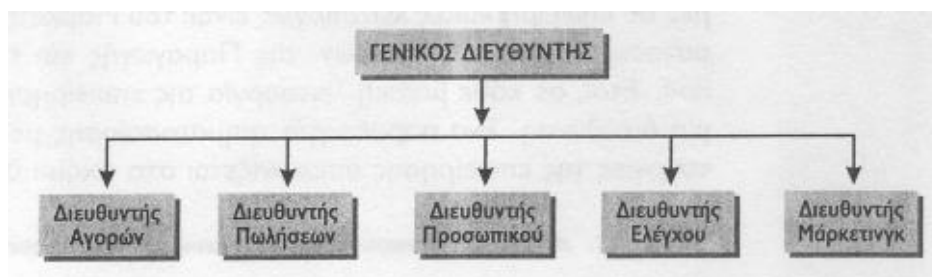 ΓΕΝΙΚΟΣ ΔΙΕΥΘΥΝΤΗΣ
Διευθυντής
Αγορών
Διευθυντής
Πωλήσεων
Διευθυντής
Προσωπικού
Διευθυντής
Ελέγχου
Διευθυντής
Μάρκετινγκ